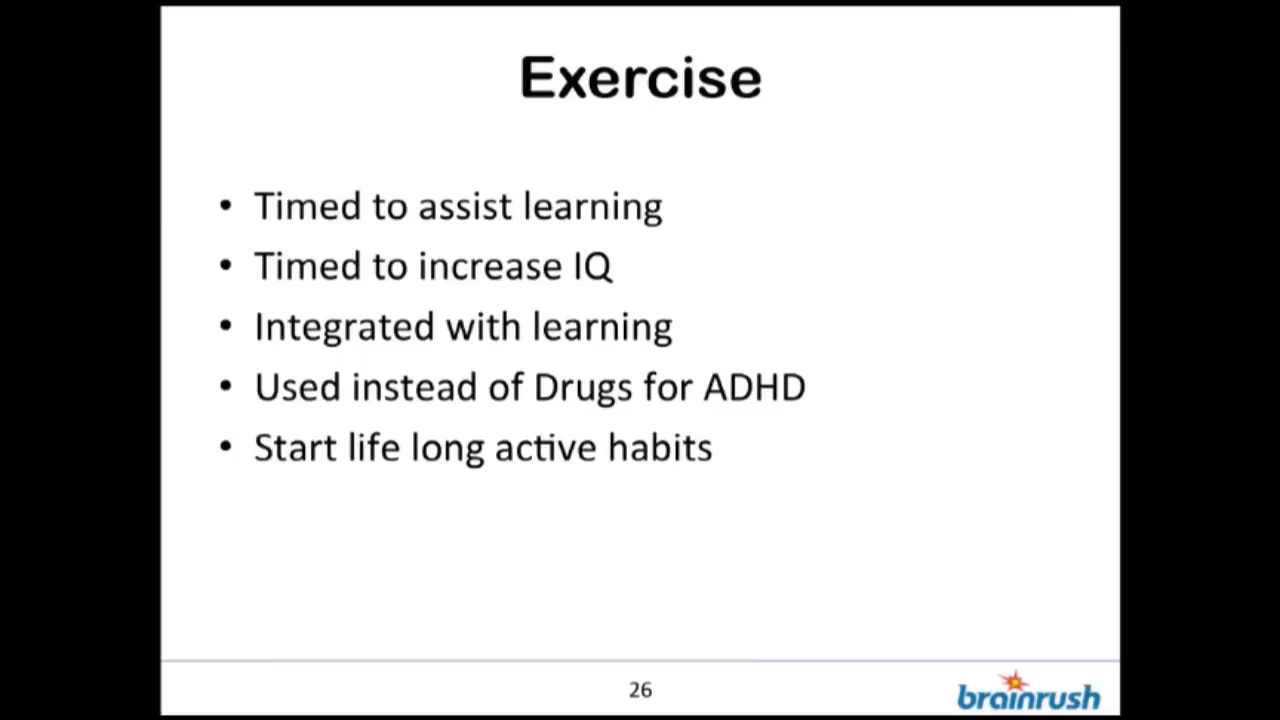 Exercise
• Timed to assist learning
• Timed to increase IQ
• Integrated with learning
• Used instead of Drugs for ADHD
• Start life long active habits
26
brainrush